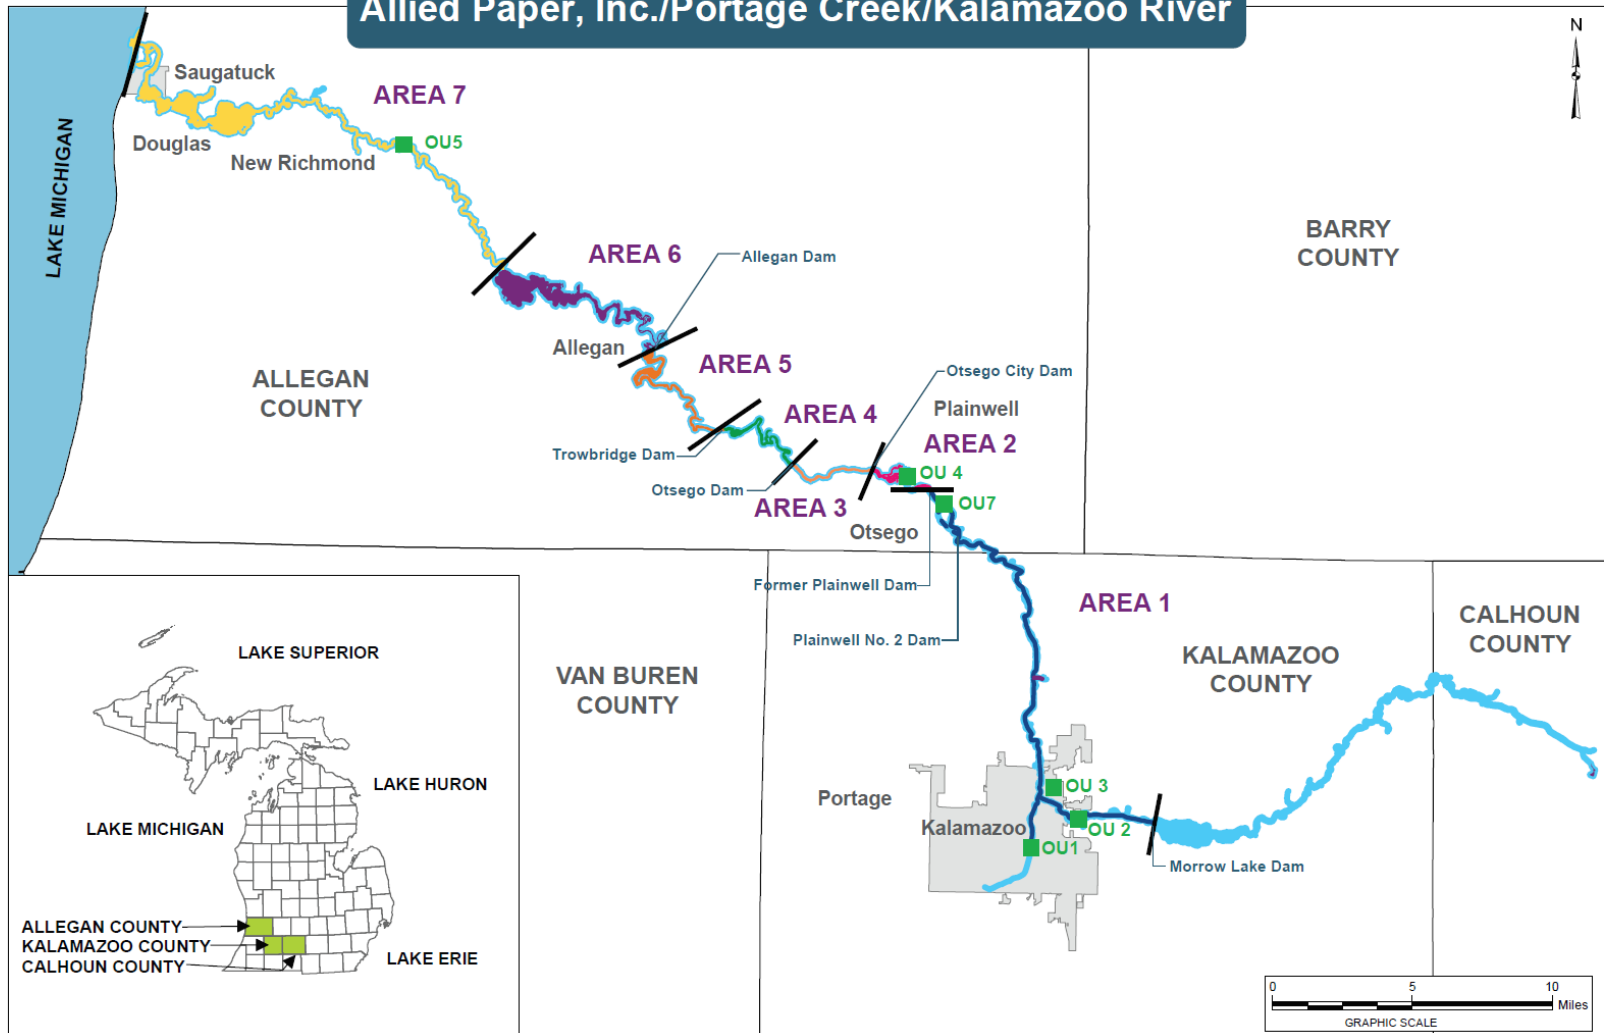 Allied Paper, Inc./Portage Creek/Kalamazoo River
N
Saugatuck
AREA 7
Douglas
OU5
New Richmond
LAKE MICHIGAN
BARRY
COUNTY
AREA 6
Allegan Dam
Allegan
AREA 5
Otsego City Dam
ALLEGAN
COUNTY
Plainwell
AREA 4
AREA 2
Trowbridge Dam
OU 4
Otsego Dam
AREA 3
OU7
Otsego
Former Plainwell Dam
AREA 1
Plainwell No. 2 Dam
CALHOUN
COUNTY
KALAMAZOO
COUNTY
VAN BUREN
COUNTY
LAKE SUPERIOR
LAKE HURON
LAKE MICHIGAN
ALLEGAN COUNTY
KALAMAZOO COUNTY
CALHOUN COUNTY
LAKE ERIE
Portage
OU 3
Kalamazoo
OU 2
OU1
Morrow Lake Dam
0 5 10
Miles
GRAPHIC SCALE